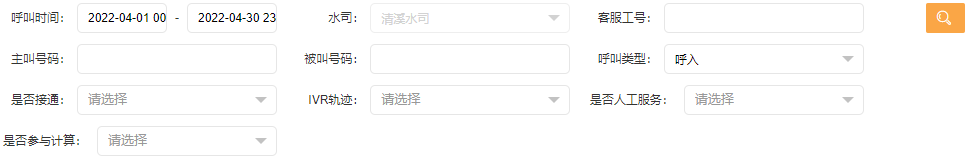 呼叫时间： 2022-04-01 00 - 2022-04-30 23 水司： 清溪水司 客服工号：
主叫号码： 被叫号码： 呼叫类型： 呼入
是否接通： 请选择 IVR轨迹： 请选择 是否人工服务： 请选择
是否参与计算： 请选择